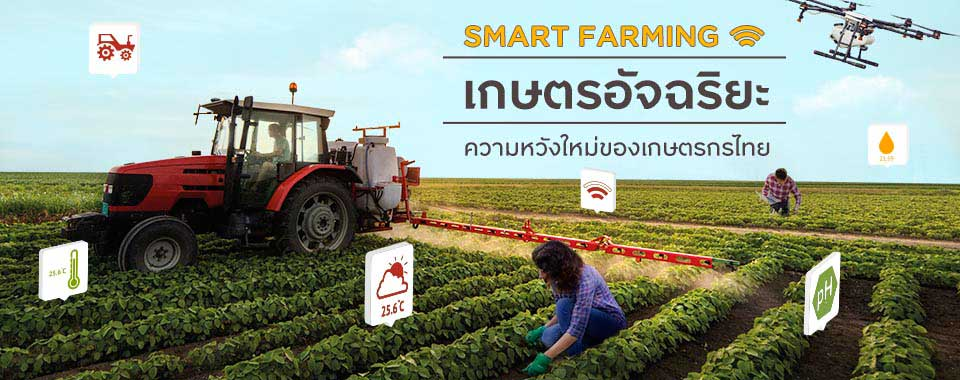 SMART FARMING
เกษตรอัจฉริยะ
ความหวังใหม่ของเกษตรกรไทย
25.6°C
25.6°C
pH